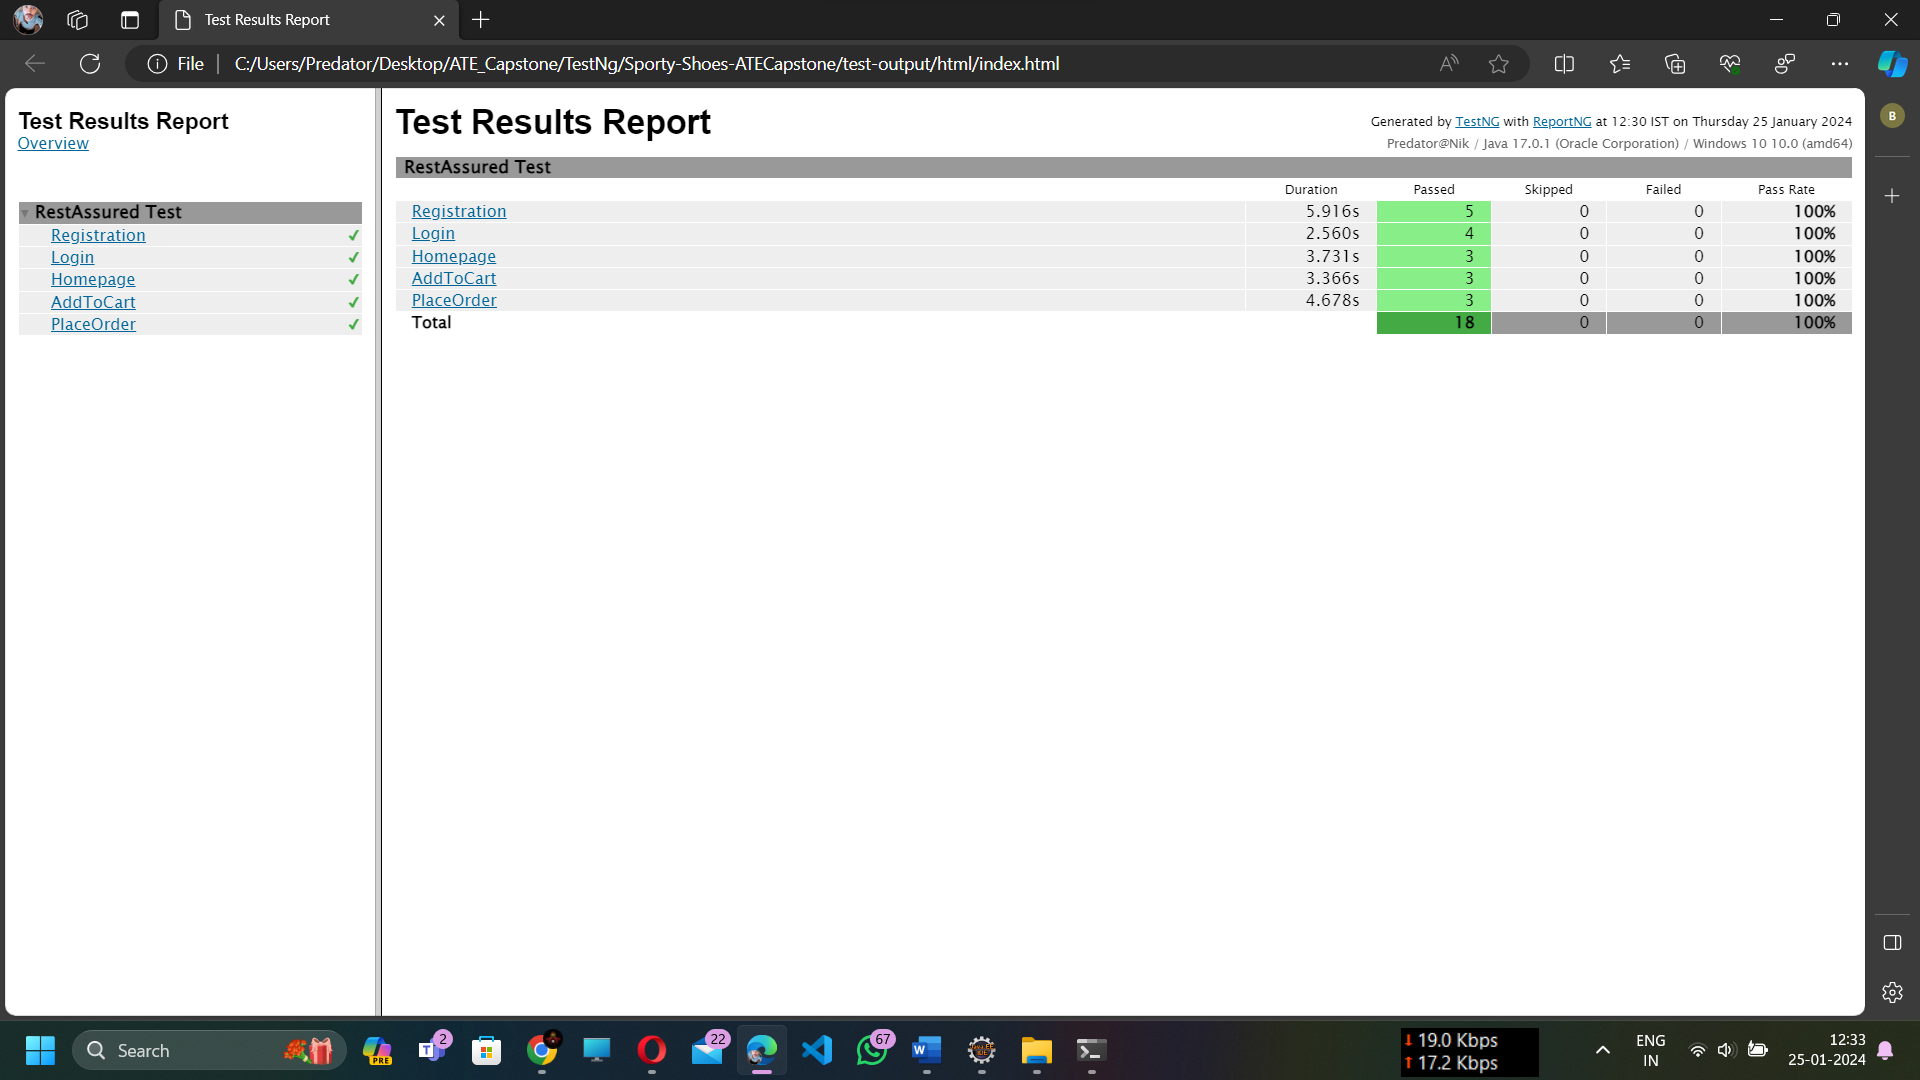 Test Results Report
File
C:/Users/Predator/Desktop/ATE_Capstone/TestNg/Sporty-Shoes-ATECapstone/test-output/html/index.html
Test Results Report
Overview
RestAssured Test
Registration ✔
Login ✔
Homepage ✔
AddToCart ✔
PlaceOrder ✔
Test Results Report
Generated by TestNG with ReportNG at 12:30 IST on Thursday 25 January 2024
Predator@Nik / Java 17.0.1 (Oracle Corporation) / Windows 10 10.0 (amd64)
RestAssured Test
Duration Passed Skipped Failed Pass Rate
Registration 5.916s 5 0 0 100%
Login 2.560s 4 0 0 100%
Homepage 3.731s 3 0 0 100%
AddToCart 3.366s 3 0 0 100%
PlaceOrder 4.678s 3 0 0 100%
Total 18 0 0 100%
B
Search
PRE
2
22
67
19.0 Kbps
17.2 Kbps
ENG
IN
12:33
25-01-2024